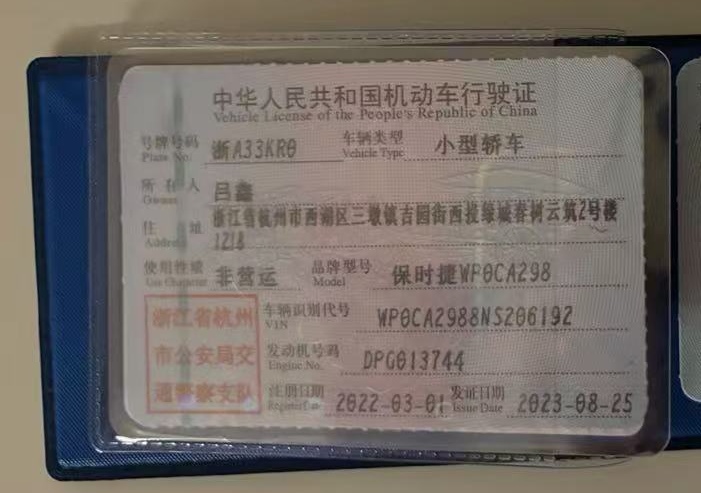 中华人民共和国机动车行驶证
Vehicle License of the People's Republic of China
号牌号码 浙A33KR0 车辆类型 小型轿车
Plate No. Vehicle Type
所有人 吕鑫
Owner
住址 浙江省杭州市西湖区三墩镇吉园街西投绿城春树云筑2号楼
Address 1218
使用性质 非营运 品牌型号 保时捷WP0CA298
Use Character Model
浙江省杭州 车辆识别代号 WP0CA2988NS206192
VIN
市公安局交 发动机号码 DPG013744
Engine No.
通警察支队 注册日期 2022-03-01 发证日期 2023-08-25
Register Date Issue Date